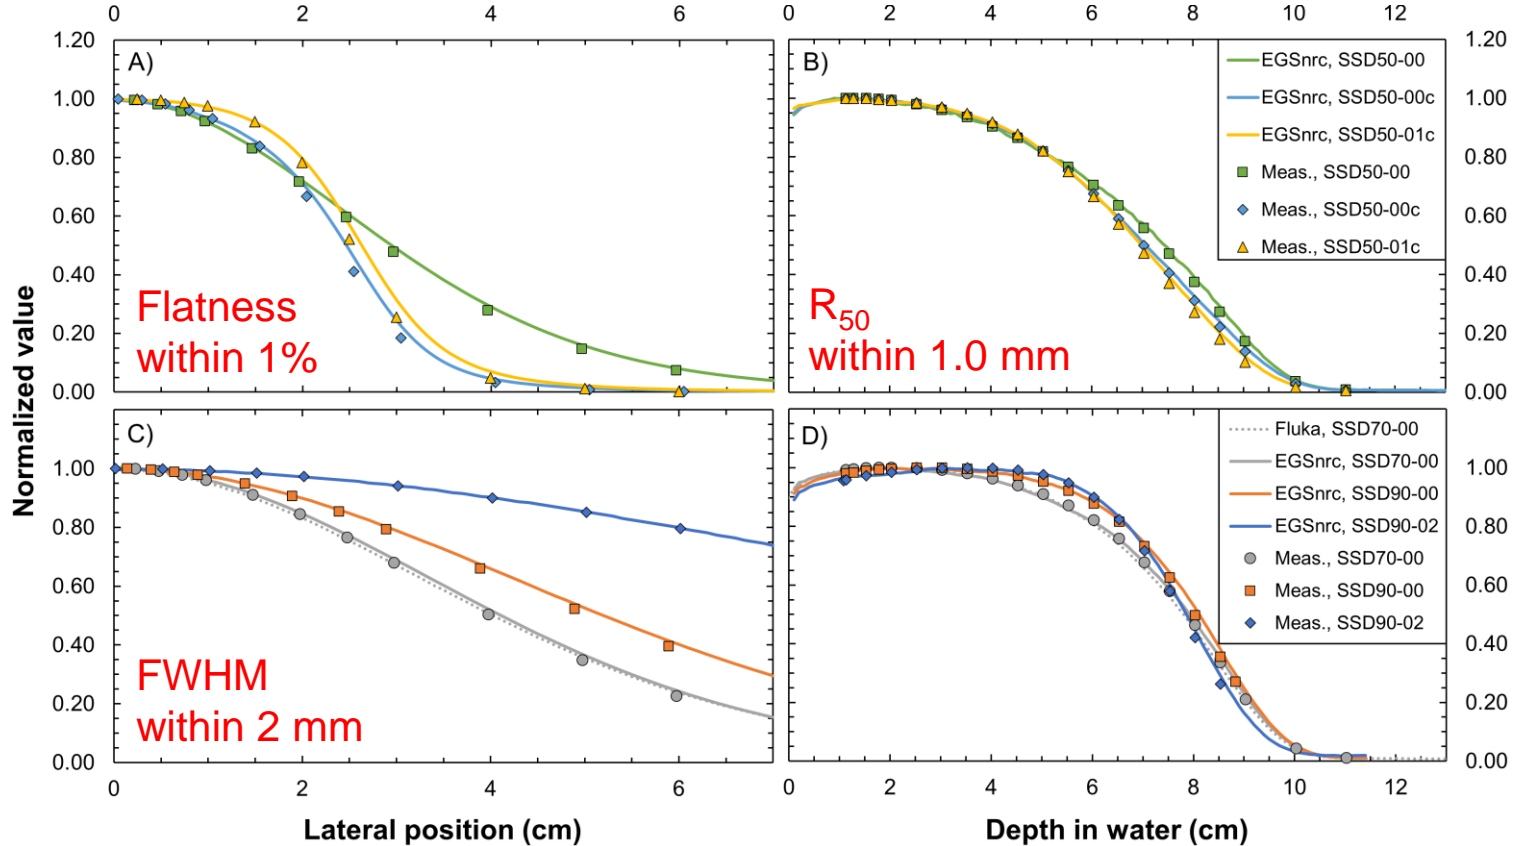 0 2 4 6 0 2 4 6 8 10 12
1.20 A) B) 1.20
1.00 1.00
0.80 0.80
0.60 0.60
0.40 0.40
0.20 0.20
0.00 0.00
EGSnrc, SSD50-00
EGSnrc, SSD50-00c
EGSnrc, SSD50-01c
Meas., SSD50-00
Meas., SSD50-00c
Meas., SSD50-01c
Flatness
within 1%
R50
within 1.0 mm
Normalized value
C) D)
1.00 1.00
0.80 0.80
0.60 0.60
0.40 0.40
0.20 0.20
0.00 0.00
Fluka, SSD70-00
EGSnrc, SSD70-00
EGSnrc, SSD90-00
EGSnrc, SSD90-02
Meas., SSD70-00
Meas., SSD90-00
Meas., SSD90-02
FWHM
within 2 mm
0 2 4 6 0 2 4 6 8 10 12
Lateral position (cm)
Depth in water (cm)